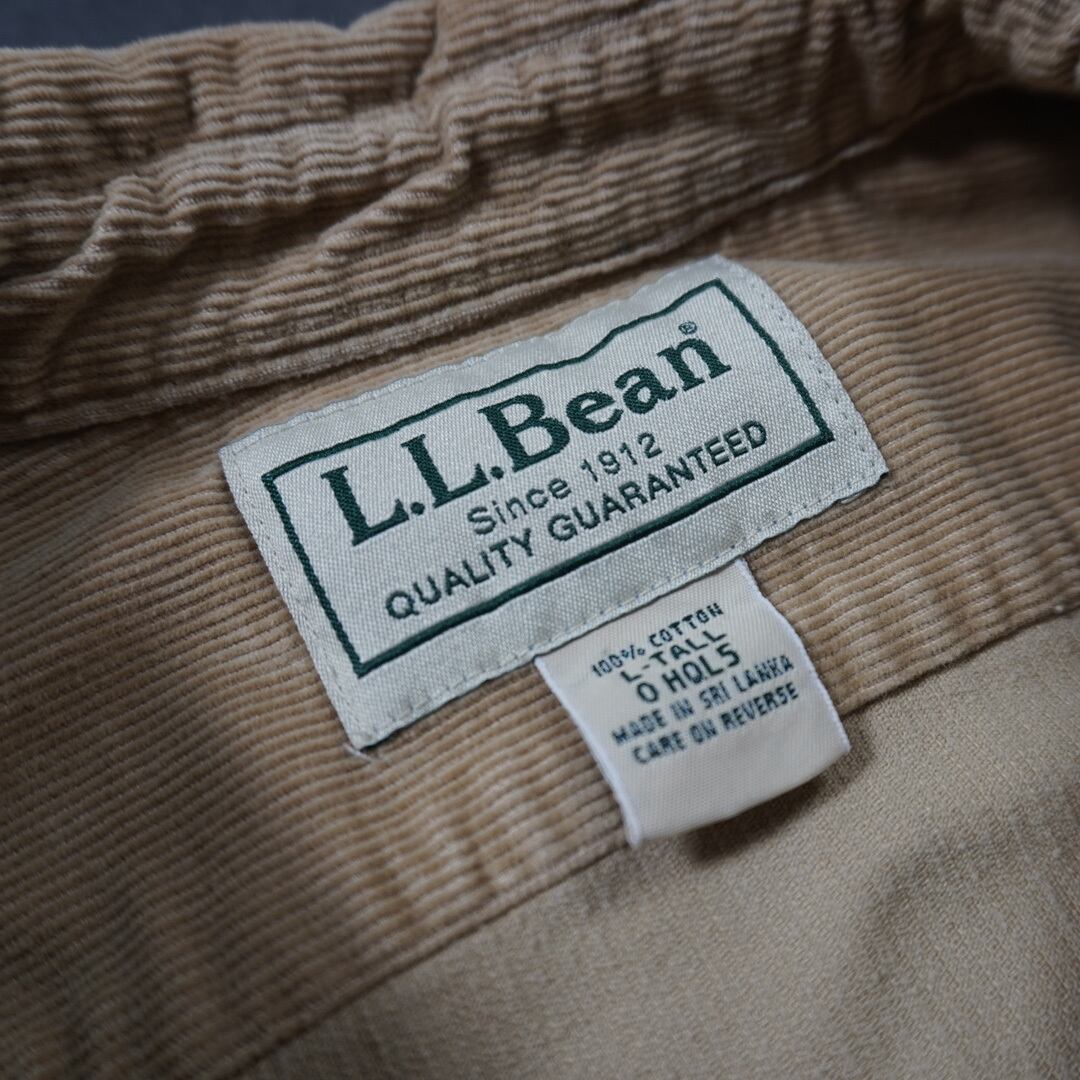 L.L.Bean®
Since 1912
QUALITY GUARANTEED
100% COTTON
L-TALL
0 HQL5
MADE IN SRI LANKA
CARE ON REVERSE